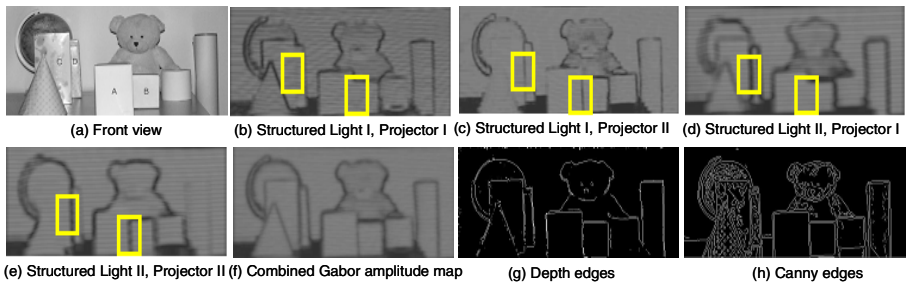 C D
A B
(a) Front view
(b) Structured Light I, Projector I
(c) Structured Light I, Projector II
(d) Structured Light II, Projector I
(e) Structured Light II, Projector II
(f) Combined Gabor amplitude map
(g) Depth edges
(h) Canny edges